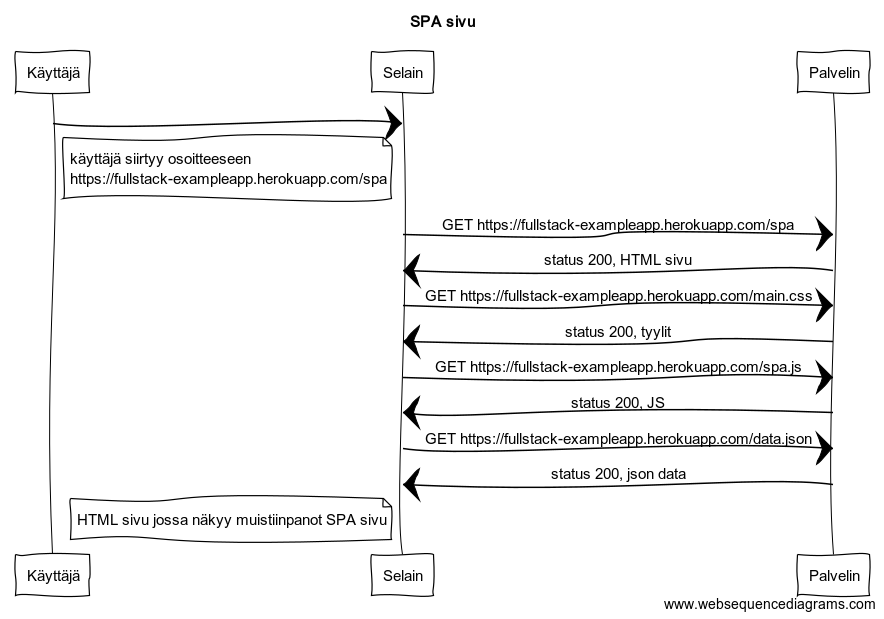 SPA sivu
Käyttäjä
Selain
Palvelin
käyttäjä siirtyy osoitteeseen
https://fullstack-exampleapp.herokuapp.com/spa
GET https://fullstack-exampleapp.herokuapp.com/spa
status 200, HTML sivu
GET https://fullstack-exampleapp.herokuapp.com/main.css
status 200, tyylit
GET https://fullstack-exampleapp.herokuapp.com/spa.js
status 200, JS
GET https://fullstack-exampleapp.herokuapp.com/data.json
status 200, json data
HTML sivu jossa näkyy muistiinpanot SPA sivu
Käyttäjä
Selain
Palvelin
www.websequencediagrams.com